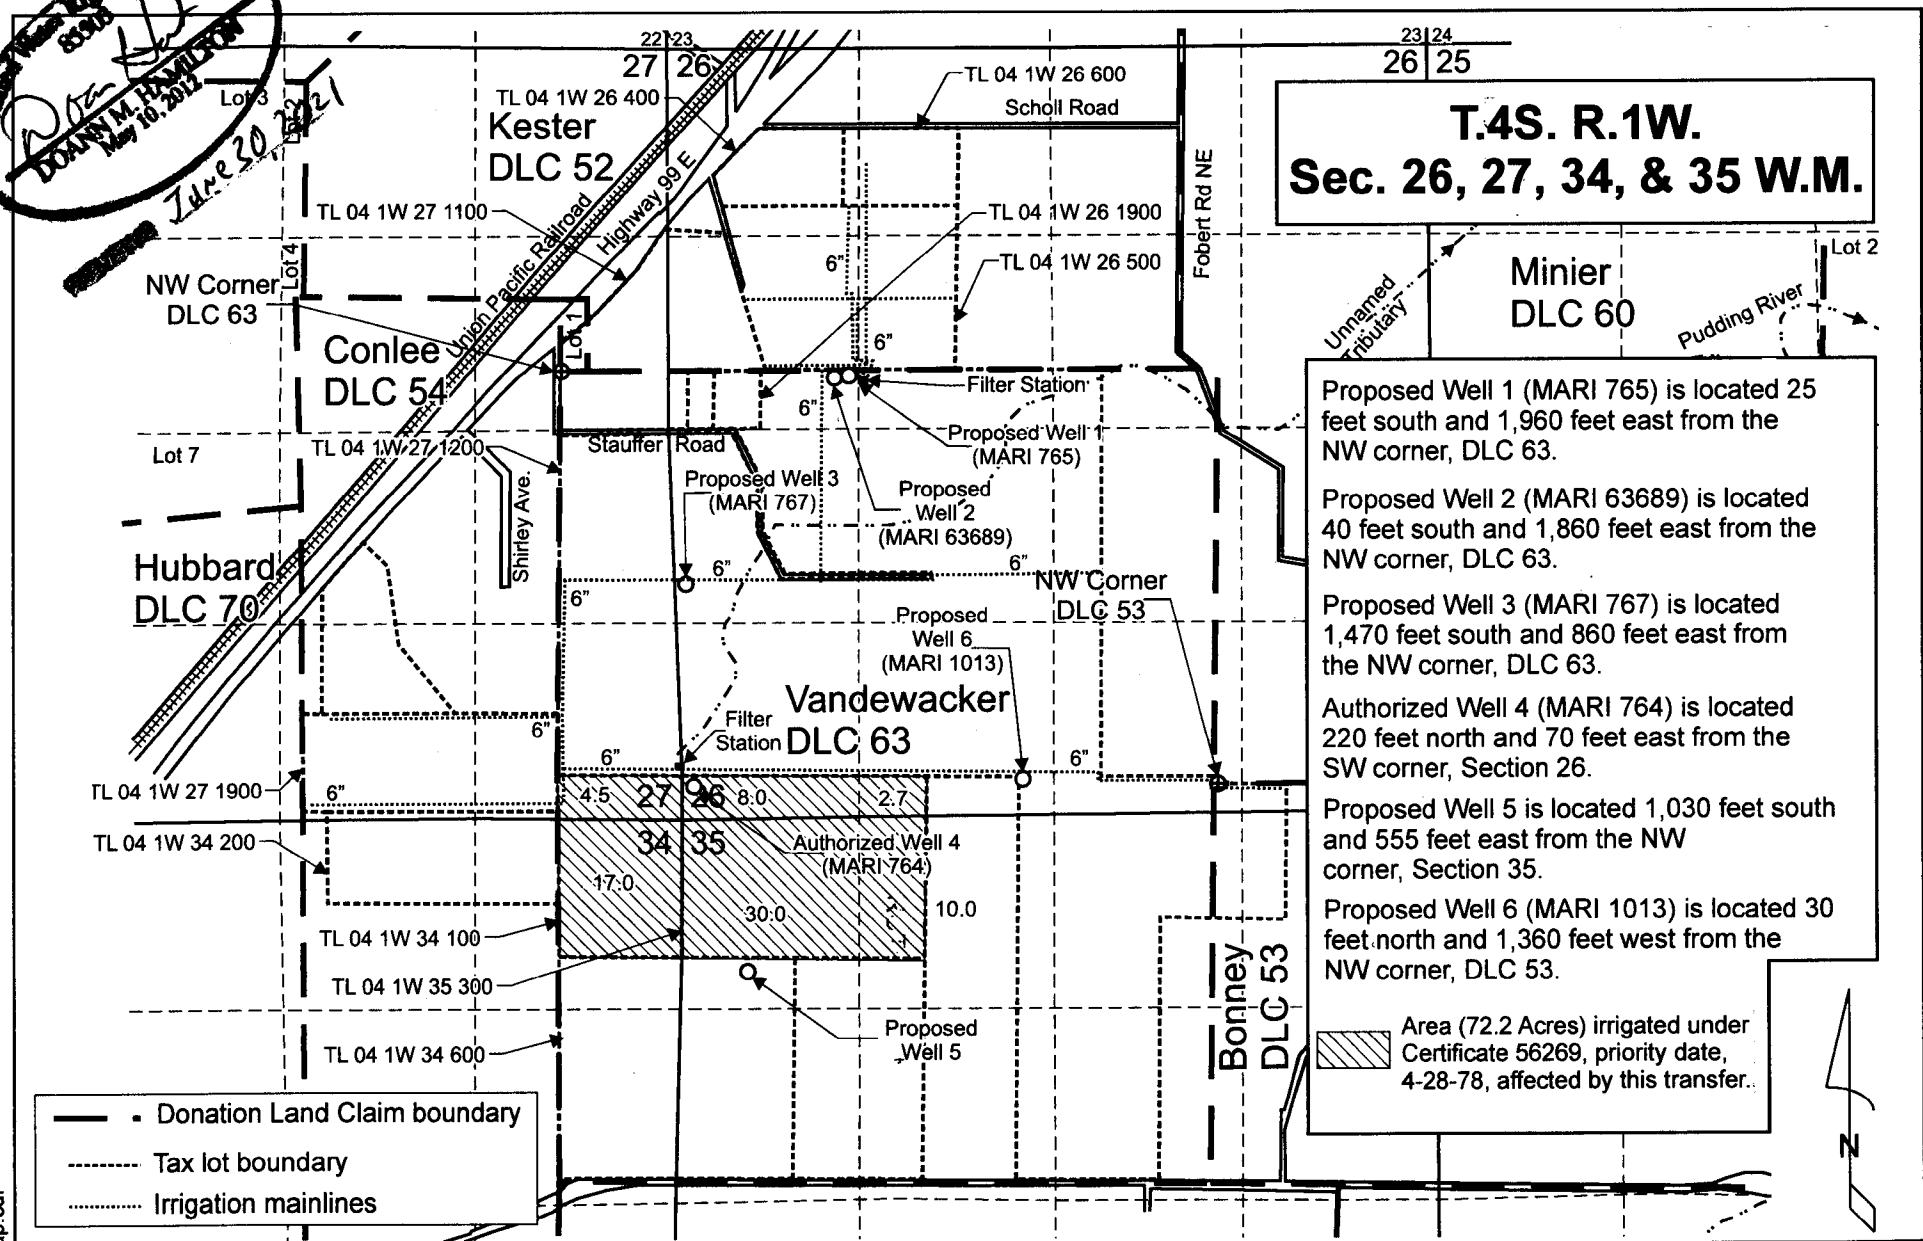 85905
DOANN M. HAMILTON
May 10, 2012
June 30, 2021
Lot 3
22 23
27 26
23 24
26 25
TL 04 1W 26 600
TL 04 1W 26 400
Scholl Road
Kester
DLC 52
T.4S. R.1W.
Sec. 26, 27, 34, & 35 W.M.
TL 04 1W 27 1100
Union Pacific Railroad
Highway 99 E
TL 04 1W 26 1900
Fobert Rd NE
Lot 4
6"
TL 04 1W 26 500
NW Corner
DLC 63
Lot 1
6"
Unnamed
Tributary
Minier
DLC 60
Lot 2
Pudding River
Conlee
DLC 54
Filter Station
6"
Proposed Well 1
(MARI 765)
Stauffer Road
TL 04 1W 27 1200
Lot 7
Shirley Ave.
Proposed Well 3
(MARI 767)
Proposed
Well 2
(MARI 63689)
Hubbard
DLC 70
6"
6"
6"
NW Corner
DLC 53
Proposed
Well 6
(MARI 1013)
Vandewacker
DLC 63
Filter
Station
6"
6"
6"
6"
TL 04 1W 27 1900
4.5
27 26
8.0
2.7
34 35
TL 04 1W 34 200
Authorized Well 4
(MARI 764)
17.0
30.0
10.0
TL 04 1W 34 100
TL 04 1W 35 300
Proposed
Well 5
TL 04 1W 34 600
Bonney
DLC 53
Proposed Well 1 (MARI 765) is located 25
feet south and 1,960 feet east from the
NW corner, DLC 63.
Proposed Well 2 (MARI 63689) is located
40 feet south and 1,860 feet east from the
NW corner, DLC 63.
Proposed Well 3 (MARI 767) is located
1,470 feet south and 860 feet east from
the NW corner, DLC 63.
Authorized Well 4 (MARI 764) is located
220 feet north and 70 feet east from the
SW corner, Section 26.
Proposed Well 5 is located 1,030 feet south
and 555 feet east from the NW
corner, Section 35.
Proposed Well 6 (MARI 1013) is located 30
feet north and 1,360 feet west from the
NW corner, DLC 53.
Area (72.2 Acres) irrigated under
Certificate 56269, priority date,
4-28-78, affected by this transfer.
Donation Land Claim boundary
Tax lot boundary
Irrigation mainlines
N